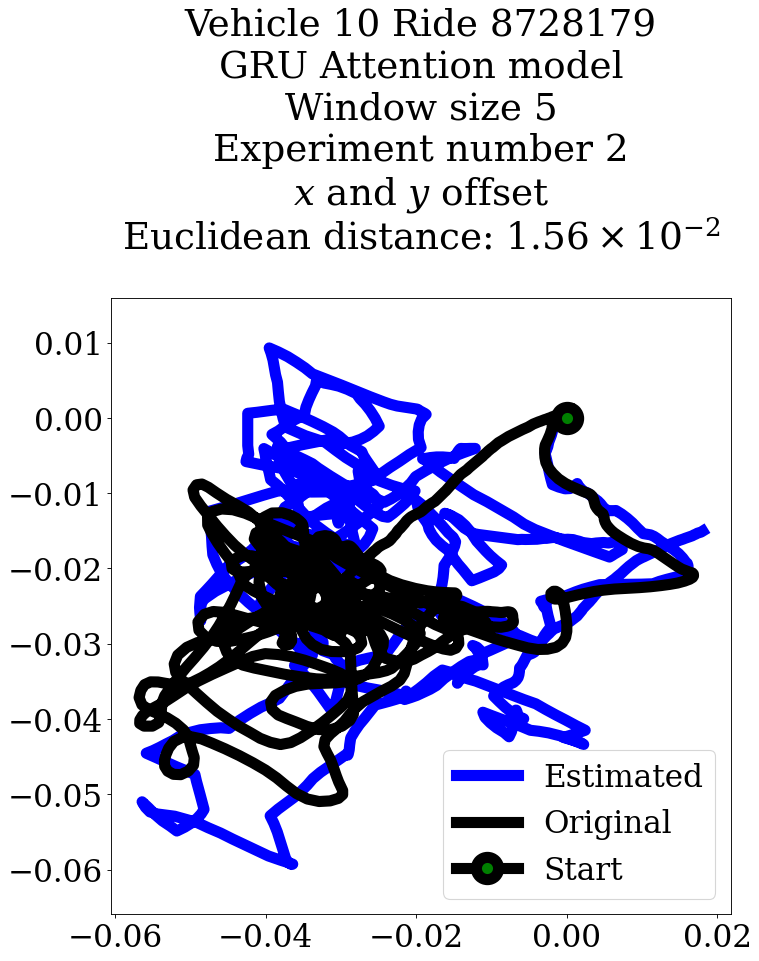 Vehicle 10 Ride 8728179
GRU Attention model
Window size 5
Experiment number 2
x and y offset
Euclidean distance: 1.56 × 10⁻²
0.01
0.00
−0.01
−0.02
−0.03
−0.04
−0.05
−0.06
Estimated
Original
Start
−0.06 −0.04 −0.02 0.00 0.02